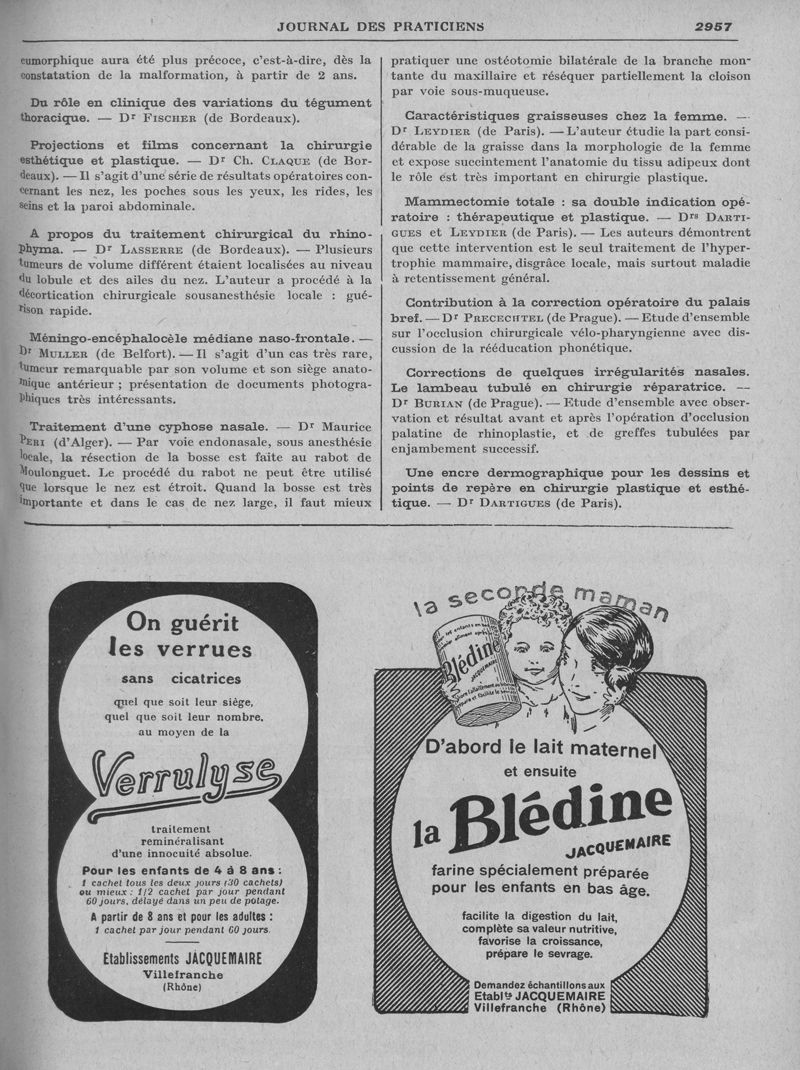 JOURNAL DES PRATICIENS 2957
eumorphique aura été plus précoce, c'est-à-dire, dès la
constatation de la malformation, à partir de 2 ans.
Du rôle en clinique des variations du tégument
thoracique. — Dr FISCHER (de Bordeaux).
Projections et films concernant la chirurgie
esthétique et plastique. — Dr Ch. CLAQUE (de Bor-
deaux). — Il s'agit d'une série de résultats opératoires con-
cernant les nez, les poches sous les yeux, les rides, les
seins et la paroi abdominale.
A propos du traitement chirurgical du rhino-
phyma. — Dr LASSERRE (de Bordeaux). — Plusieurs
tumeurs de volume différent étaient localisées au niveau
du lobule et des ailes du nez. L'auteur a procédé à la
décortication chirurgicale sousanesthésie locale : gué-
rison rapide.
Méningo-encéphalocèle médiane naso-frontale. —
Dr MULLER (de Belfort). — Il s'agit d'un cas très rare,
tumeur remarquable par son volume et son siège anato-
mique antérieur ; présentation de documents photogra-
phiques très intéressants.
Traitement d'une cyphose nasale. — Dr Maurice
PERI (d'Alger). — Par voie endonasale, sous anesthésie
locale, la résection de la bosse est faite au rabot de
Moulonguet. Le procédé du rabot ne peut être utilisé
que lorsque le nez est étroit. Quand la bosse est très
importante et dans le cas de nez large, il faut mieux
pratiquer une ostéotomie bilatérale de la branche mon-
tante du maxillaire et réséquer partiellement la cloison
par voie sous-muqueuse.
Caractéristiques graisseuses chez la femme. —
Dr LEYDIER (de Paris). — L'auteur étudie la part consi-
dérable de la graisse dans la morphologie de la femme
et expose succintement l'anatomie du tissu adipeux dont
le rôle est très important en chirurgie plastique.
Mammectomie totale : sa double indication opé-
ratoire : thérapeutique et plastique. — Drs DARTI-
GUES et LEYDIER (de Paris). — Les auteurs démontrent
que cette intervention est le seul traitement de l'hyper-
trophie mammaire, disgrâce locale, mais surtout maladie
à retentissement général.
Contribution à la correction opératoire du palais
bref. — Dr PRECECHTEL (de Prague). — Etude d'ensemble
sur l'occlusion chirurgicale vélo-pharyngienne avec dis-
cussion de la rééducation phonétique.
Corrections de quelques irrégularités nasales.
Le lambeau tubulé en chirurgie réparatrice. —
Dr BURIAN (de Prague). — Etude d'ensemble avec obser-
vation et résultat avant et après l'opération d'occlusion
palatine de rhinoplastie, et de greffes tubulées par
enjambement successif.
Une encre dermographique pour les dessins et
points de repère en chirurgie plastique et esthé-
tique. — Dr DARTIGUES (de Paris).
On guérit
les verrues
sans cicatrices
quel que soit leur siège,
quel que soit leur nombre,
au moyen de la
Verrulyse
traitement
reminéralisant
d'une innocuité absolue.
Pour les enfants de 4 à 8 ans :
1 cachet tous les deux jours (30 cachets)
ou mieux : 1/2 cachet par jour pendant
60 jours, délayé dans un peu de potage.
A partir de 8 ans et pour les adultes :
1 cachet par jour pendant 60 jours.
Etablissements JACQUEMAIRE
Villefranche
(Rhône)
la seconde maman
Blédine
JACQUEMAIRE
D'abord le lait maternel
et ensuite
la Blédine
JACQUEMAIRE
farine spécialement préparée
pour les enfants en bas âge.
facilite la digestion du lait,
complète sa valeur nutritive,
favorise la croissance,
prépare le sevrage.
Demandez échantillons aux
Etablts JACQUEMAIRE
Villefranche (Rhône)